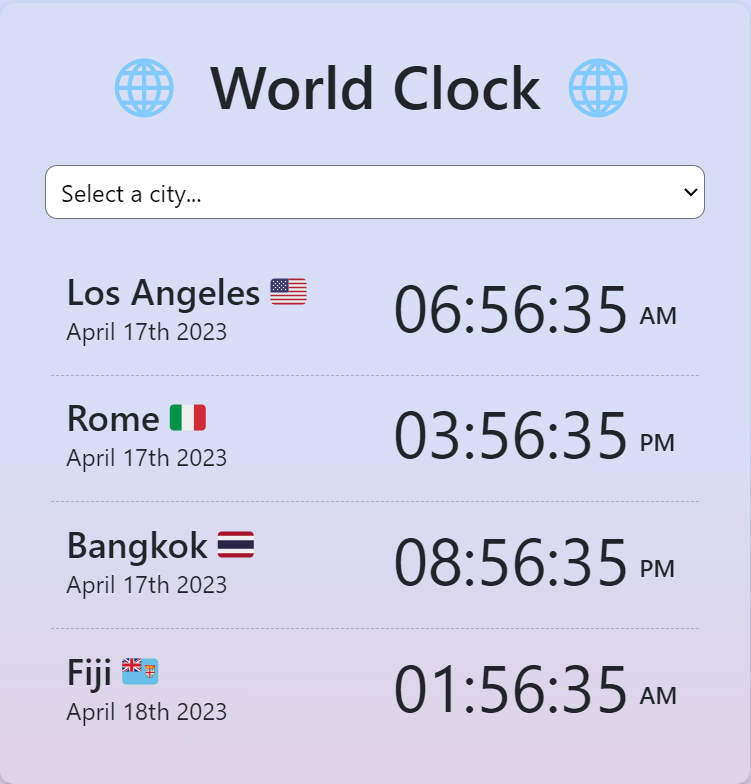 World Clock
Select a city...
Los Angeles
06:56:35 AM
April 17th 2023
Rome
03:56:35 PM
April 17th 2023
Bangkok
08:56:35 PM
April 17th 2023
Fiji
01:56:35 AM
April 18th 2023